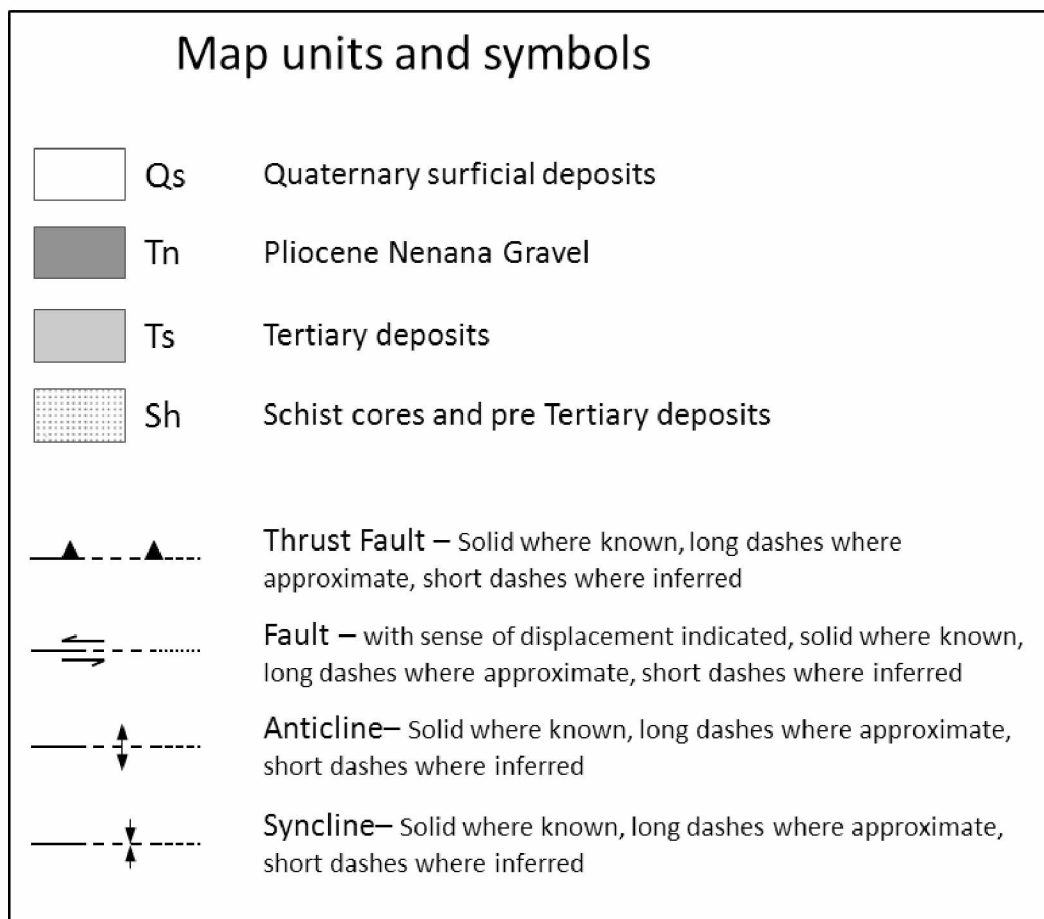 Map units and symbols
Qs Quaternary surficial deposits
Tn Pliocene Nenana Gravel
Ts Tertiary deposits
Sh Schist cores and pre Tertiary deposits
Thrust Fault – Solid where known, long dashes where
approximate, short dashes where inferred
Fault – with sense of displacement indicated, solid where known,
long dashes where approximate, short dashes where inferred
Anticline– Solid where known, long dashes where approximate,
short dashes where inferred
Syncline– Solid where known, long dashes where approximate,
short dashes where inferred